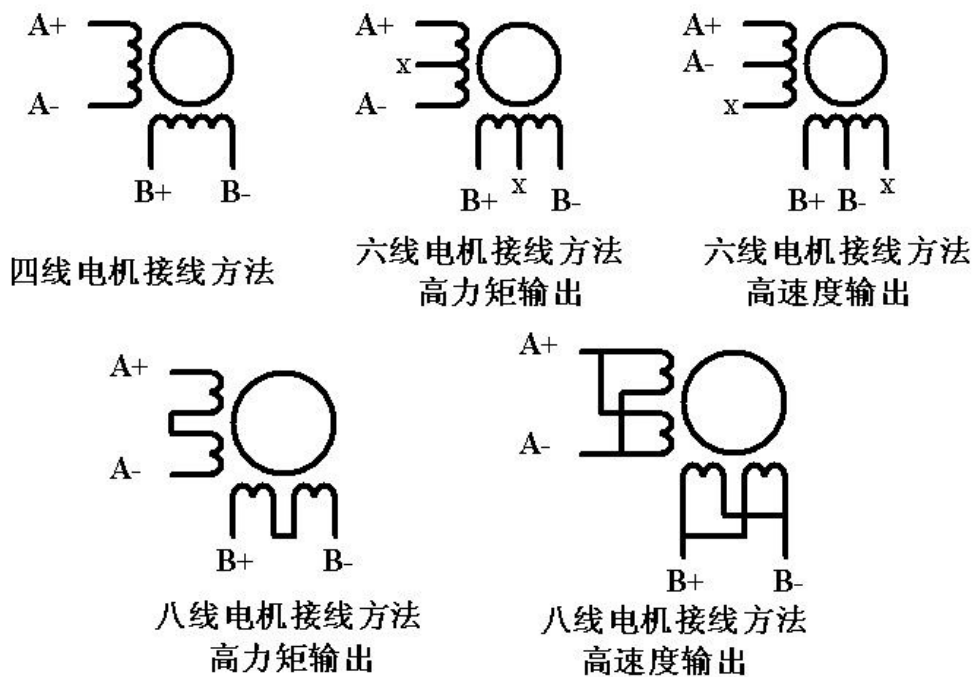 A+
A-
B+ B-
四线电机接线方法
A+
x
A-
B+ x B-
六线电机接线方法
高力矩输出
A+
A-
x
B+ B- x
六线电机接线方法
高速度输出
A+
A-
B+ B-
八线电机接线方法
高力矩输出
A+
A-
B+ B-
八线电机接线方法
高速度输出